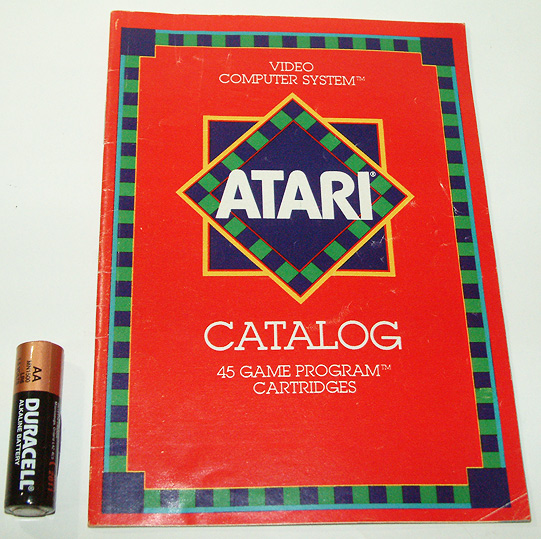 VIDEO
COMPUTER SYSTEM™
ATARI®
CATALOG
45 GAME PROGRAM™
CARTRIDGES
AA
DURACELL®
ALKALINE BATTERY